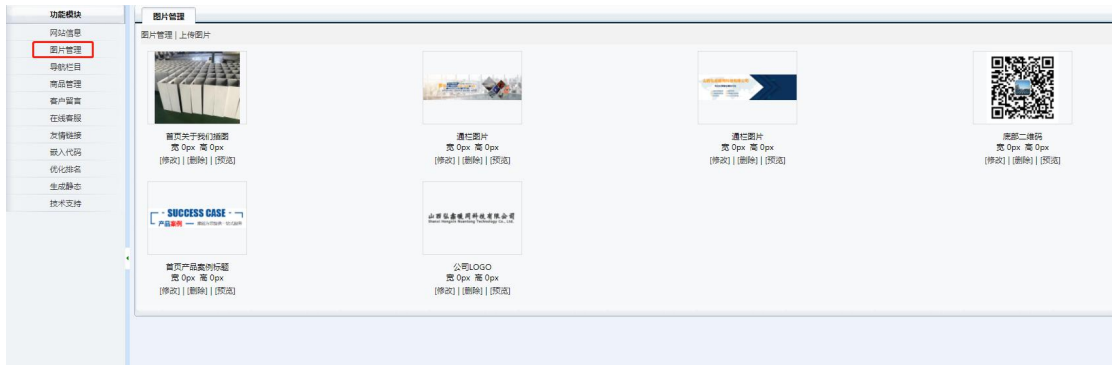 功能模块
网站信息
图片管理
导航栏目
商品管理
客户留言
在线客服
友情链接
嵌入代码
优化排名
生成静态
技术支持
图片管理
图片管理 | 上传图片
首页关于我们插图
宽 0px 高 0px
[修改] | [删除] | [预览]
通栏图片
宽 0px 高 0px
[修改] | [删除] | [预览]
通栏图片
宽 0px 高 0px
[修改] | [删除] | [预览]
底部二维码
宽 0px 高 0px
[修改] | [删除] | [预览]
SUCCESS CASE
产品案例
首页产品案例标题
宽 0px 高 0px
[修改] | [删除] | [预览]
公司LOGO
宽 0px 高 0px
[修改] | [删除] | [预览]